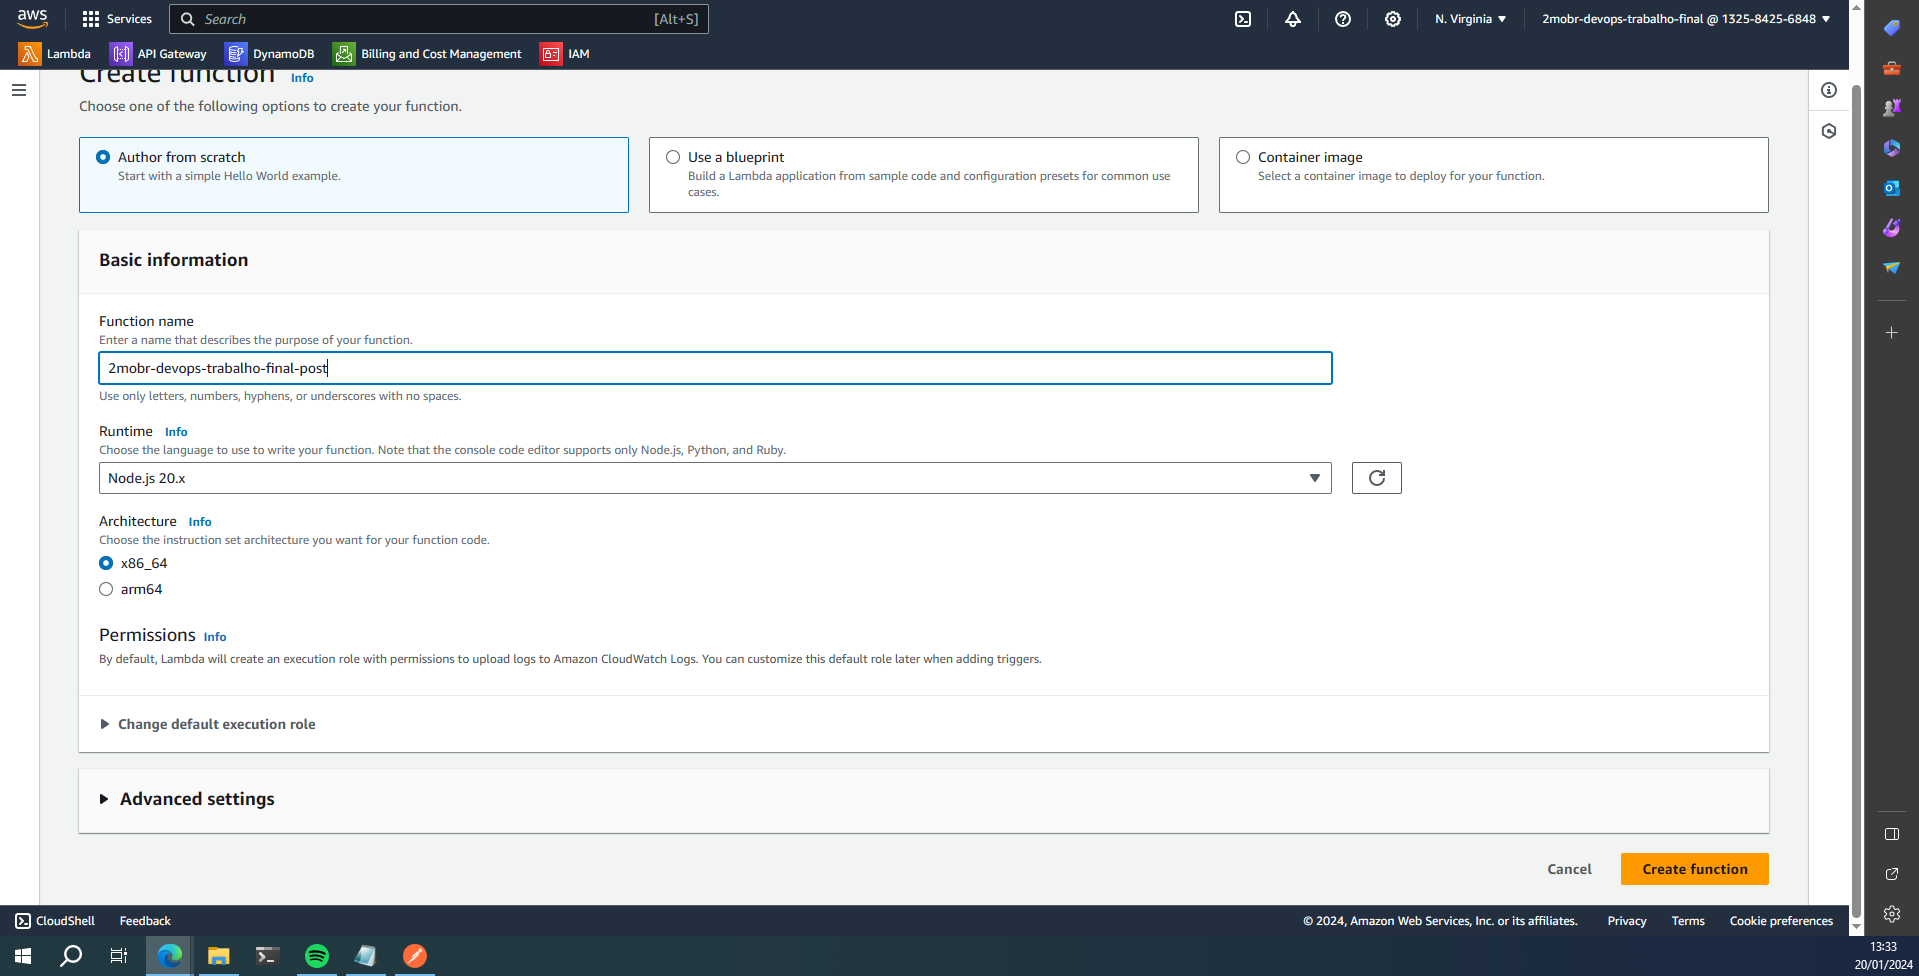 aws
Services
Search
[Alt+S]
N. Virginia
2mobr-devops-trabalho-final @ 1325-8425-6848
Lambda
API Gateway
DynamoDB
Billing and Cost Management
IAM
Create function Info
Choose one of the following options to create your function.
Author from scratch
Start with a simple Hello World example.
Use a blueprint
Build a Lambda application from sample code and configuration presets for common use
cases.
Container image
Select a container image to deploy for your function.
Basic information
Function name
Enter a name that describes the purpose of your function.
2mobr-devops-trabalho-final-post
Use only letters, numbers, hyphens, or underscores with no spaces.
Runtime Info
Choose the language to use to write your function. Note that the console code editor supports only Node.js, Python, and Ruby.
Node.js 20.x
Architecture Info
Choose the instruction set architecture you want for your function code.
x86_64
arm64
Permissions Info
By default, Lambda will create an execution role with permissions to upload logs to Amazon CloudWatch Logs. You can customize this default role later when adding triggers.
Change default execution role
Advanced settings
Cancel
Create function
CloudShell
Feedback
© 2024, Amazon Web Services, Inc. or its affiliates.
Privacy
Terms
Cookie preferences
13:33
20/01/2024